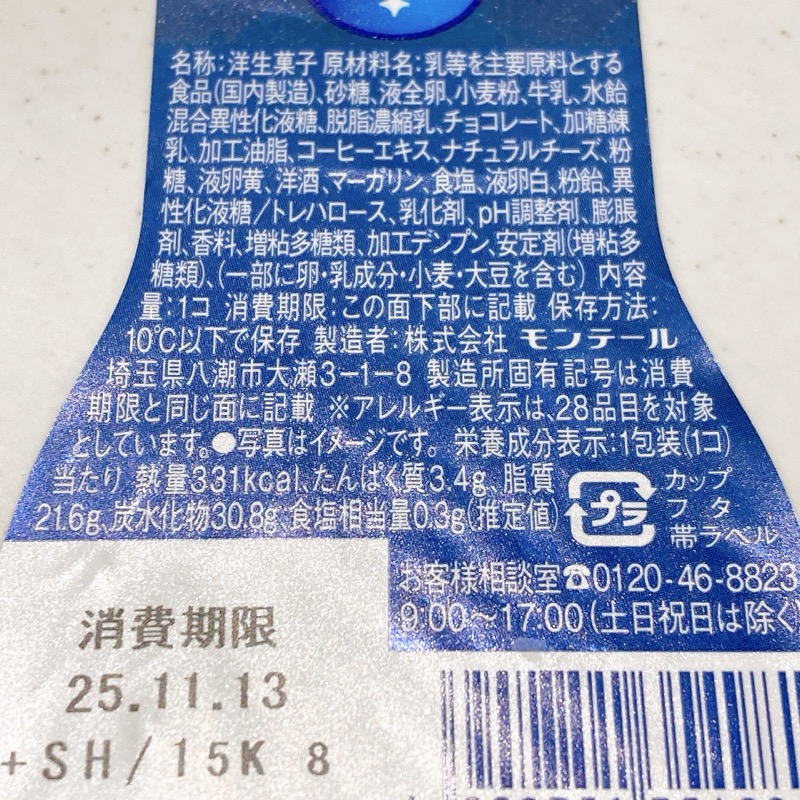 名称:洋生菓子 原材料名:乳等を主要原料とする
食品(国内製造)、砂糖、液全卵、小麦粉、牛乳、水飴
混合異性化液糖、脱脂濃縮乳、チョコレート、加糖練
乳、加工油脂、コーヒーエキス、ナチュラルチーズ、粉
糖、液卵黄、洋酒、マーガリン、食塩、液卵白、粉飴、異
性化液糖/トレハロース、乳化剤、pH調整剤、膨脹
剤、香料、増粘多糖類、加工デンプン、安定剤(増粘多
糖類)、(一部に卵・乳成分・小麦・大豆を含む) 内容
量:1コ 消費期限:この面下部に記載 保存方法:
10℃以下で保存 製造者:株式会社 モンテール
埼玉県八潮市大瀬3-1-8 製造所固有記号は消費
期限と同じ面に記載 ※アレルギー表示は、28品目を対象
としています。●写真はイメージです。栄養成分表示:1包装(1コ)
当たり 熱量331kcal、たんぱく質3.4g、脂質
21.6g、炭水化物30.8g、食塩相当量0.3g(推定値)
プラ
カップ
フタ
帯ラベル
お客様相談室☎0120-46-8823
9:00~17:00(土日祝日は除く)
消費期限
25.11.13
+SH/15K 8